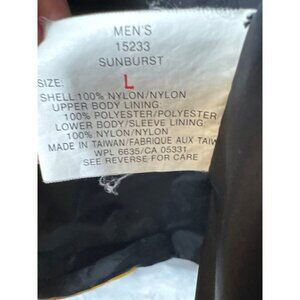 MEN'S
15233
SUNBURST
SIZE: L
SHELL:100% NYLON/NYLON
UPPER BODY LINING:
100% POLYESTER/POLYESTER
LOWER BODY/SLEEVE LINING:
100% NYLON/NYLON
MADE IN TAIWAN/FABRIQUE AUX TAIW
WPL 6635/CA 05331
SEE REVERSE FOR CARE